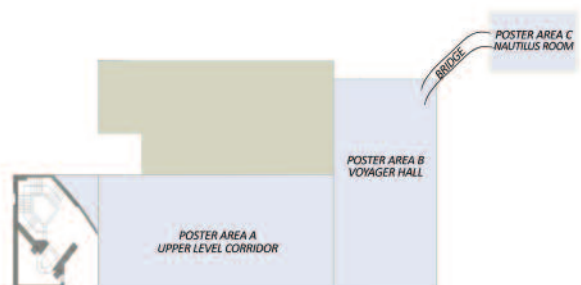 POSTER AREA C
NAUTILUS ROOM
BRIDGE
POSTER AREA B
VOYAGER HALL
POSTER AREA A
UPPER LEVEL CORRIDOR